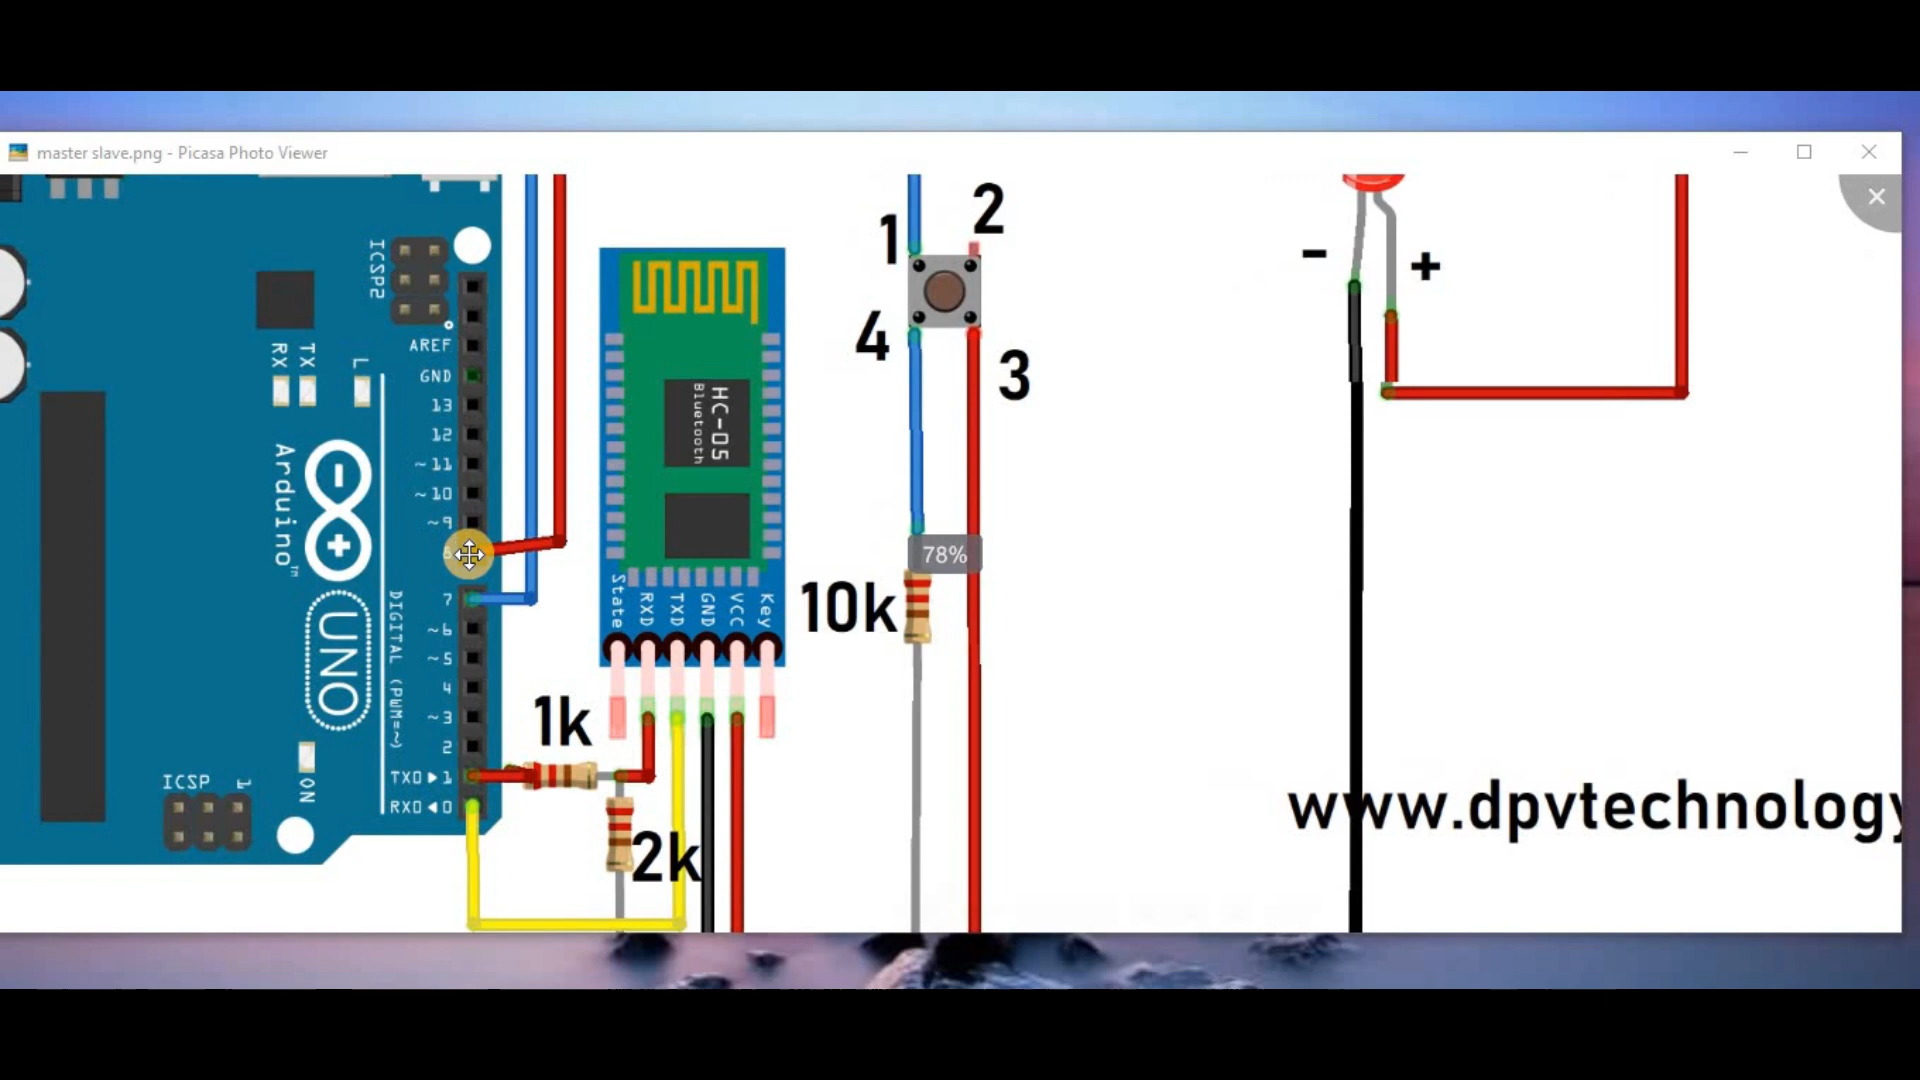 master slave.png - Picasa Photo Viewer
ICSP2
AREF
GND
13
12
~11
~10
~9
7
~6
~5
4
~3
2
TX0▶1
RX0◀0
RX
TX
L
Arduino™
UNO
DIGITAL (PWM=~)
ICSP
1
ON
HC-05
Bluetooth
State
RXD
TXD
GND
VCC
Key
1k
2k
1
2
4
3
78%
10k
-
+
www.dpvtechnology